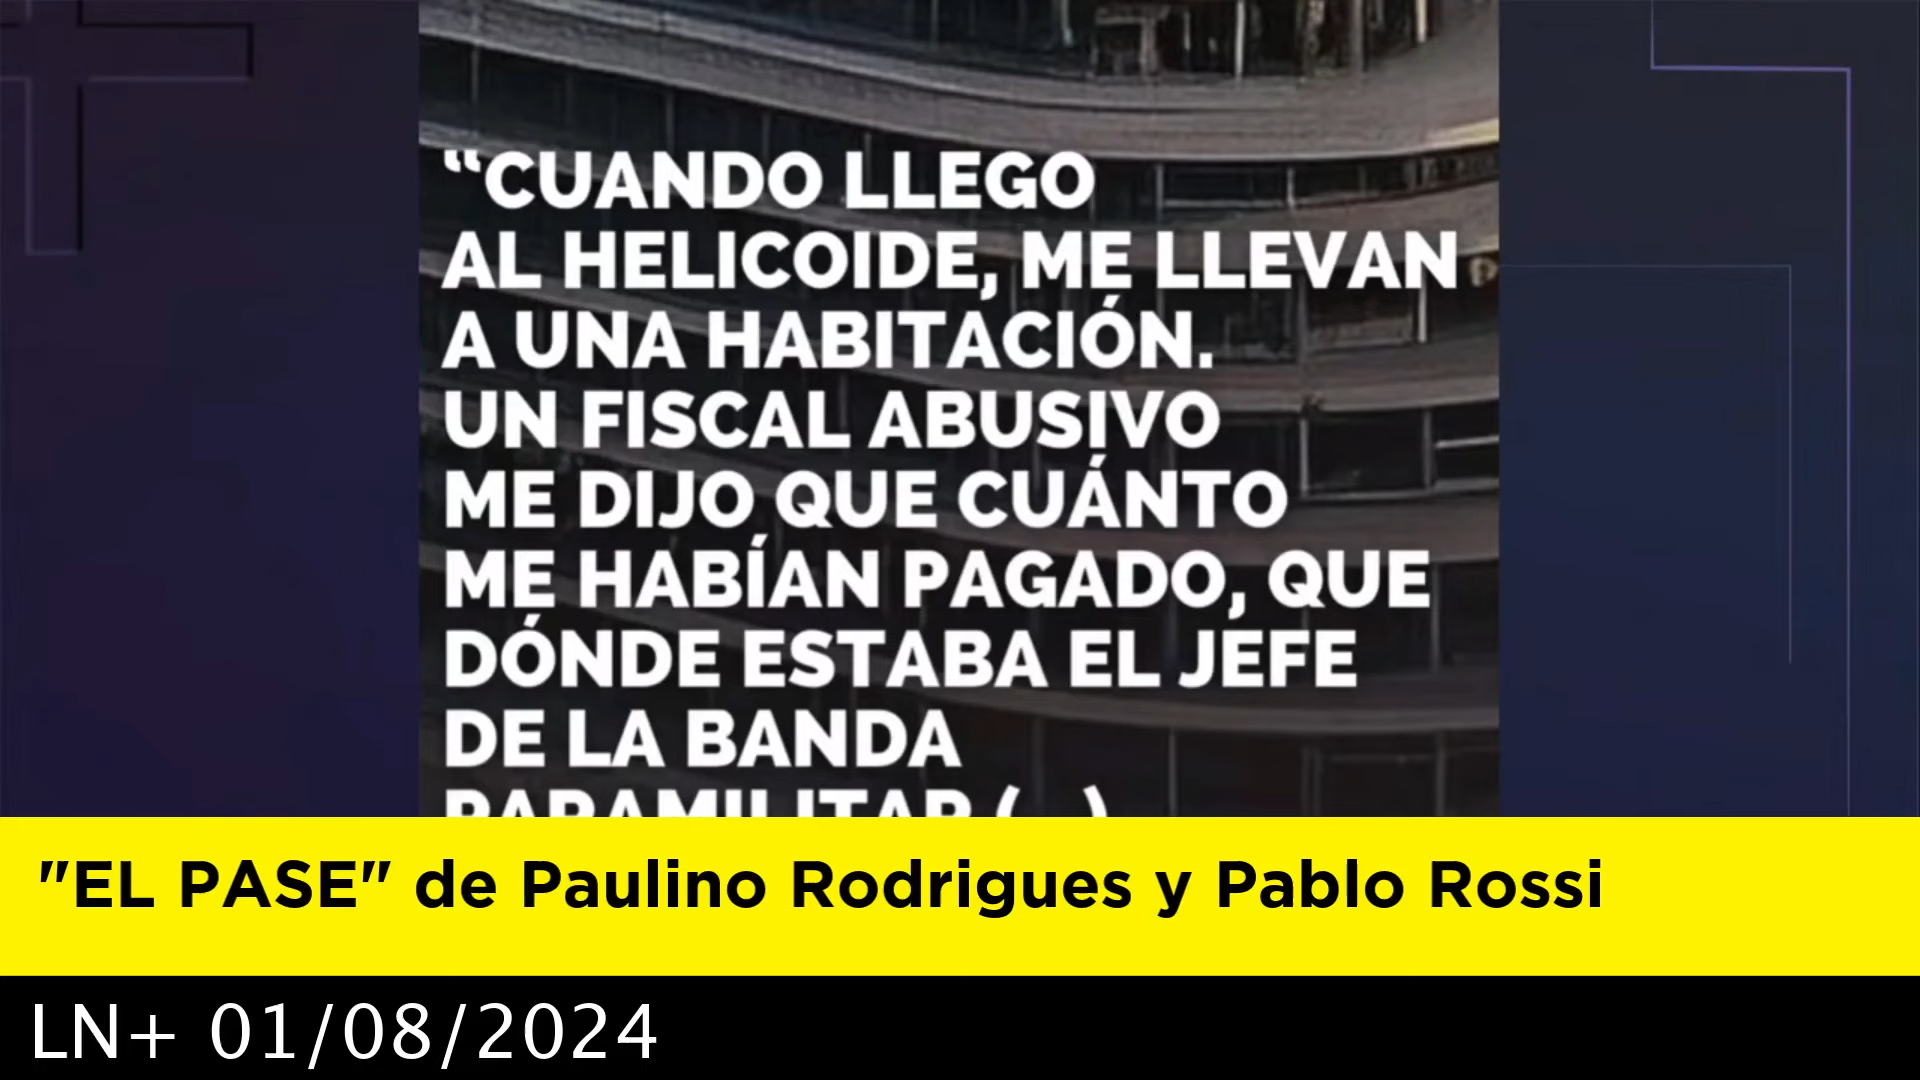 “CUANDO LLEGO
AL HELICOIDE, ME LLEVAN
A UNA HABITACIÓN.
UN FISCAL ABUSIVO
ME DIJO QUE CUÁNTO
ME HABÍAN PAGADO, QUE
DÓNDE ESTABA EL JEFE
DE LA BANDA
PARAMILITAR (...)
"EL PASE" de Paulino Rodrigues y Pablo Rossi
LN+ 01/08/2024